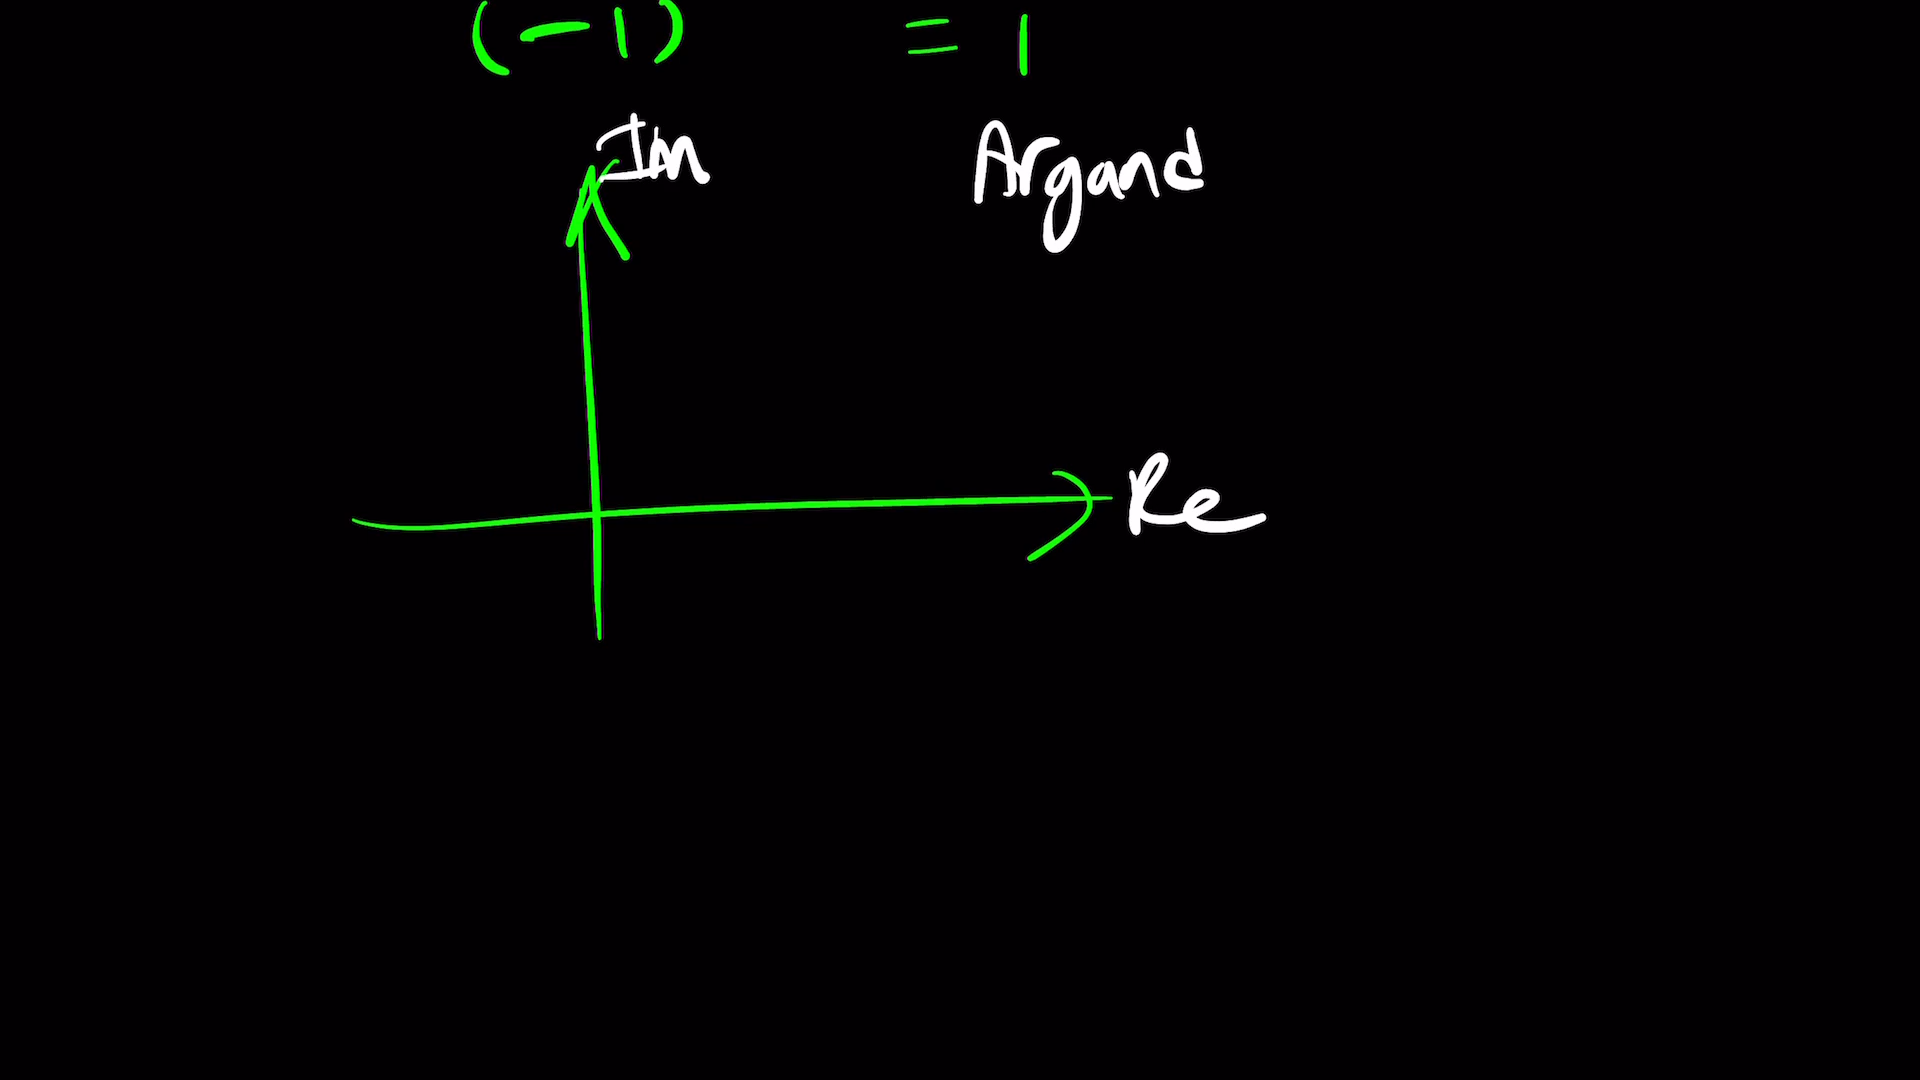 (-1) = 1
Im Argand
Re